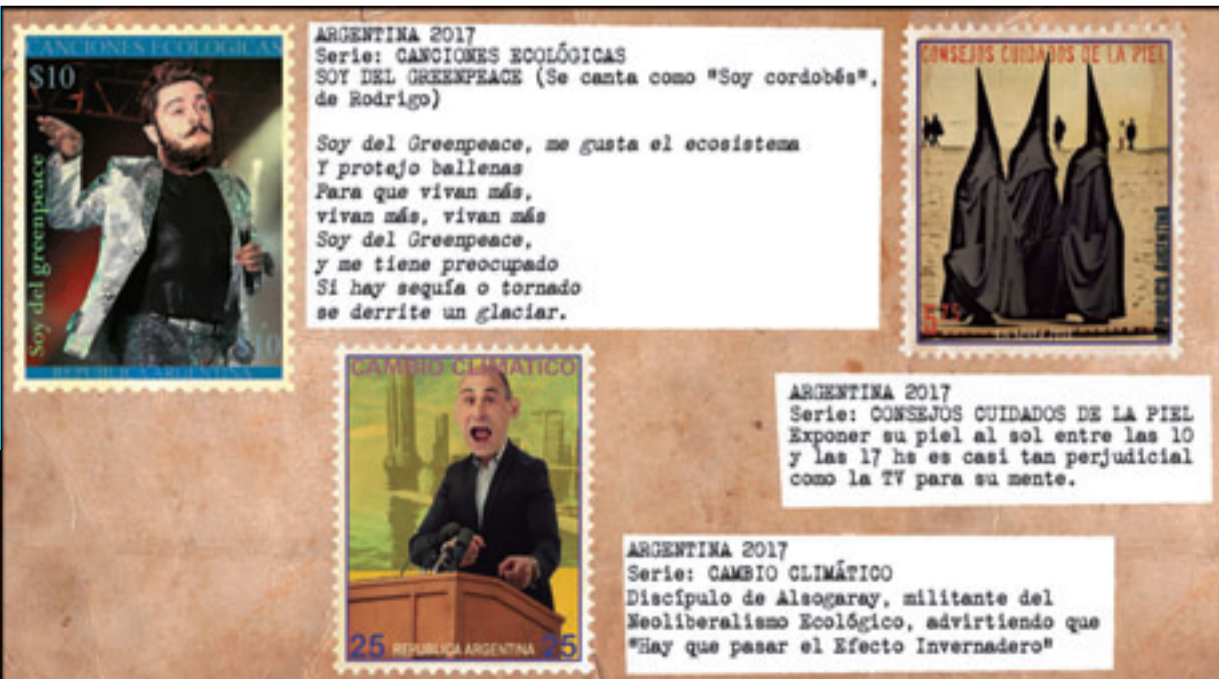 CANCIONES ECOLOGICAS
$10
Soy del greenpeace
$10
REPUBLICA ARGENTINA
ARGENTINA 2017
Serie: CANCIONES ECOLÓGICAS
SOY DEL GREENPEACE (Se canta como "Soy cordobés",
de Rodrigo)
Soy del Greenpeace, me gusta el ecosistema
Y protejo ballenas
Para que vivan más,
vivan más, vivan más
Soy del Greenpeace,
y me tiene preocupado
Si hay sequía o tornado
se derrite un glaciar.
CONSEJOS CUIDADOS DE LA PIEL
5.75
ARGENTINA 2017
Serie: CONSEJOS CUIDADOS DE LA PIEL
Exponer su piel al sol entre las 10
y las 17 hs es casi tan perjudicial
como la TV para su mente.
CAMBIO CLIMATICO
25 REPUBLICA ARGENTINA 25
ARGENTINA 2017
Serie: CAMBIO CLIMÁTICO
Discípulo de Alsogaray, militante del
Neoliberalismo Ecológico, advirtiendo que
"Hay que pasar el Efecto Invernadero"